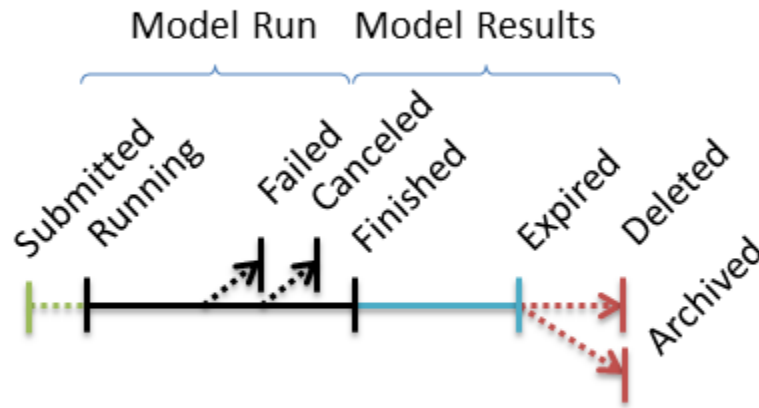 Model Run
Model Results
Submitted
Running
Failed
Canceled
Finished
Expired
Deleted
Archived